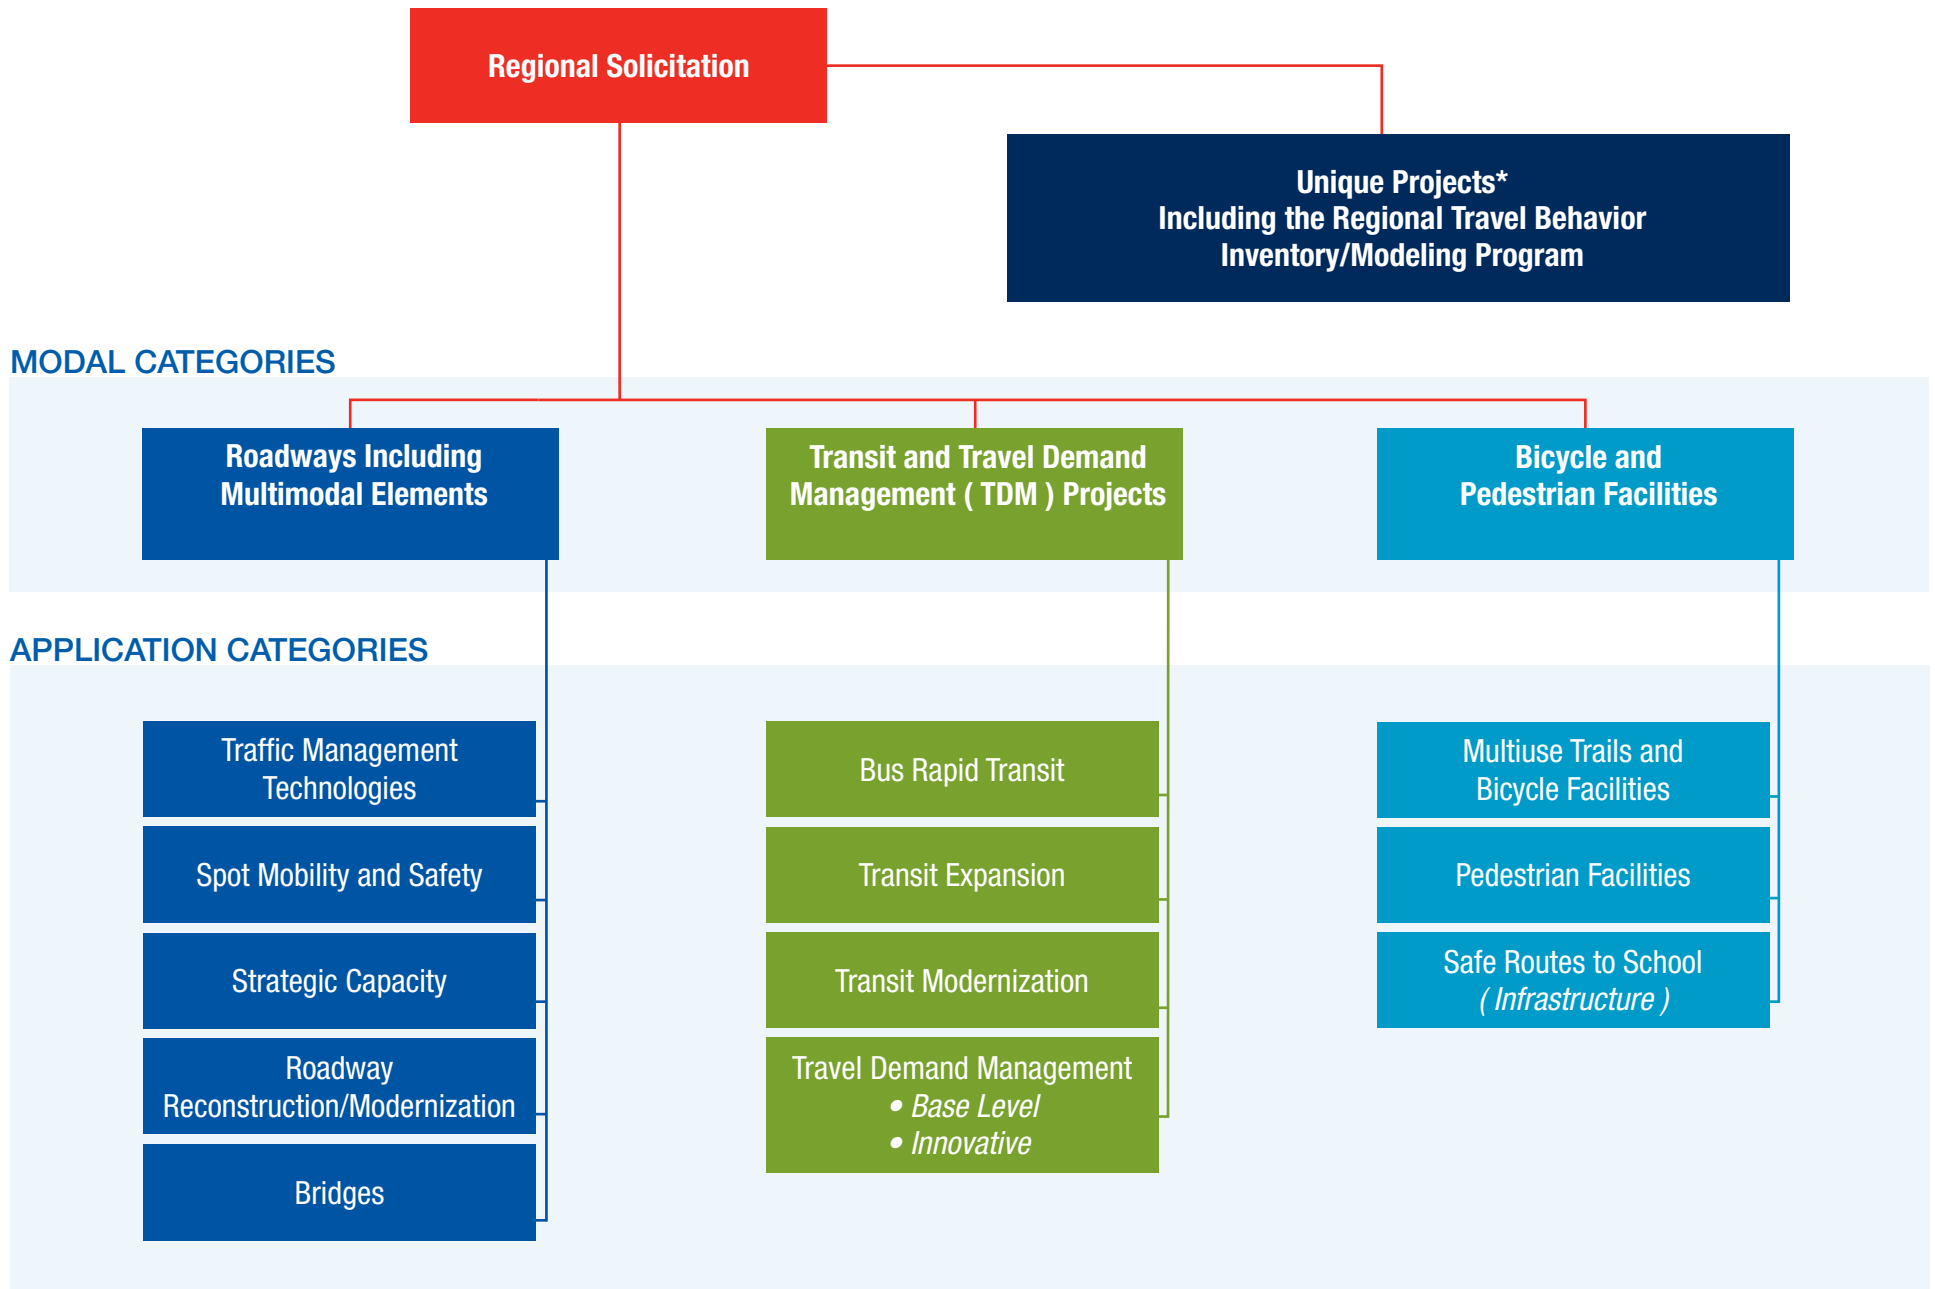 Regional Solicitation
Unique Projects*
Including the Regional Travel Behavior
Inventory/Modeling Program
MODAL CATEGORIES
Roadways Including
Multimodal Elements
Transit and Travel Demand
Management ( TDM ) Projects
Bicycle and
Pedestrian Facilities
APPLICATION CATEGORIES
Traffic Management
Technologies
Spot Mobility and Safety
Strategic Capacity
Roadway
Reconstruction/Modernization
Bridges
Bus Rapid Transit
Transit Expansion
Transit Modernization
Travel Demand Management
• Base Level
• Innovative
Multiuse Trails and
Bicycle Facilities
Pedestrian Facilities
Safe Routes to School
( Infrastructure )